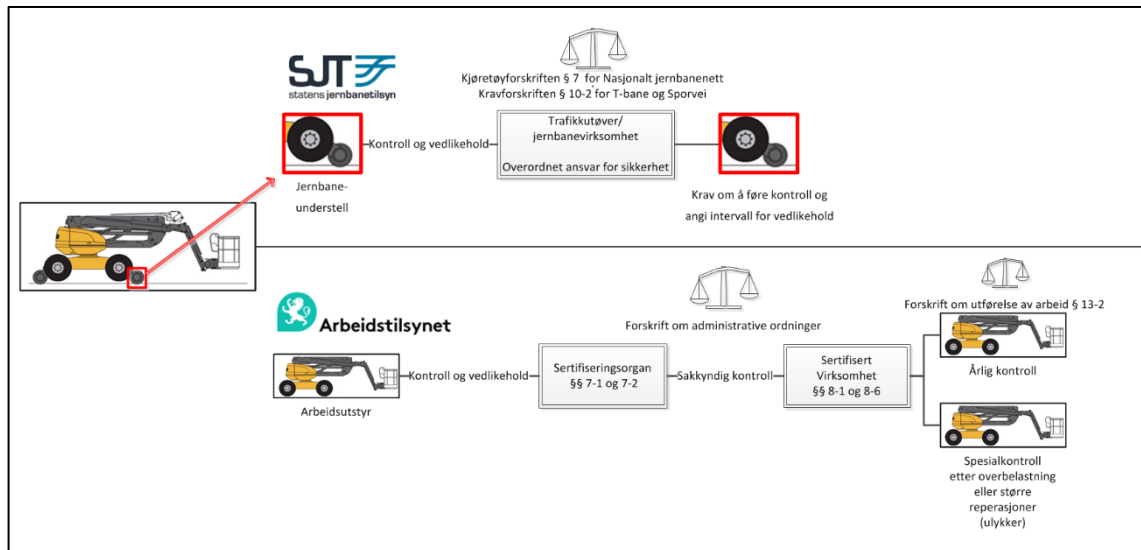 SJT
statens jernbanetilsyn
Kjøretøyforskriften § 7 for Nasjonalt jernbanenett
Kravforskriften § 10-2 for T-bane og Sporvei
Kontroll og vedlikehold
Trafikkutøver/
jernbanevirksomhet
Overordnet ansvar for sikkerhet
Jernbane-
understell
Krav om å føre kontroll og
angi intervall for vedlikehold
Arbeidstilsynet
Forskrift om administrative ordninger
Forskrift om utførelse av arbeid § 13-2
Arbeidsutstyr
Kontroll og vedlikehold
Sertifiseringsorgan
§§ 7-1 og 7-2
Sakkyndig kontroll
Sertifisert
Virksomhet
§§ 8-1 og 8-6
Årlig kontroll
Spesialkontroll
etter overbelastning
eller større
reperasjoner
(ulykker)